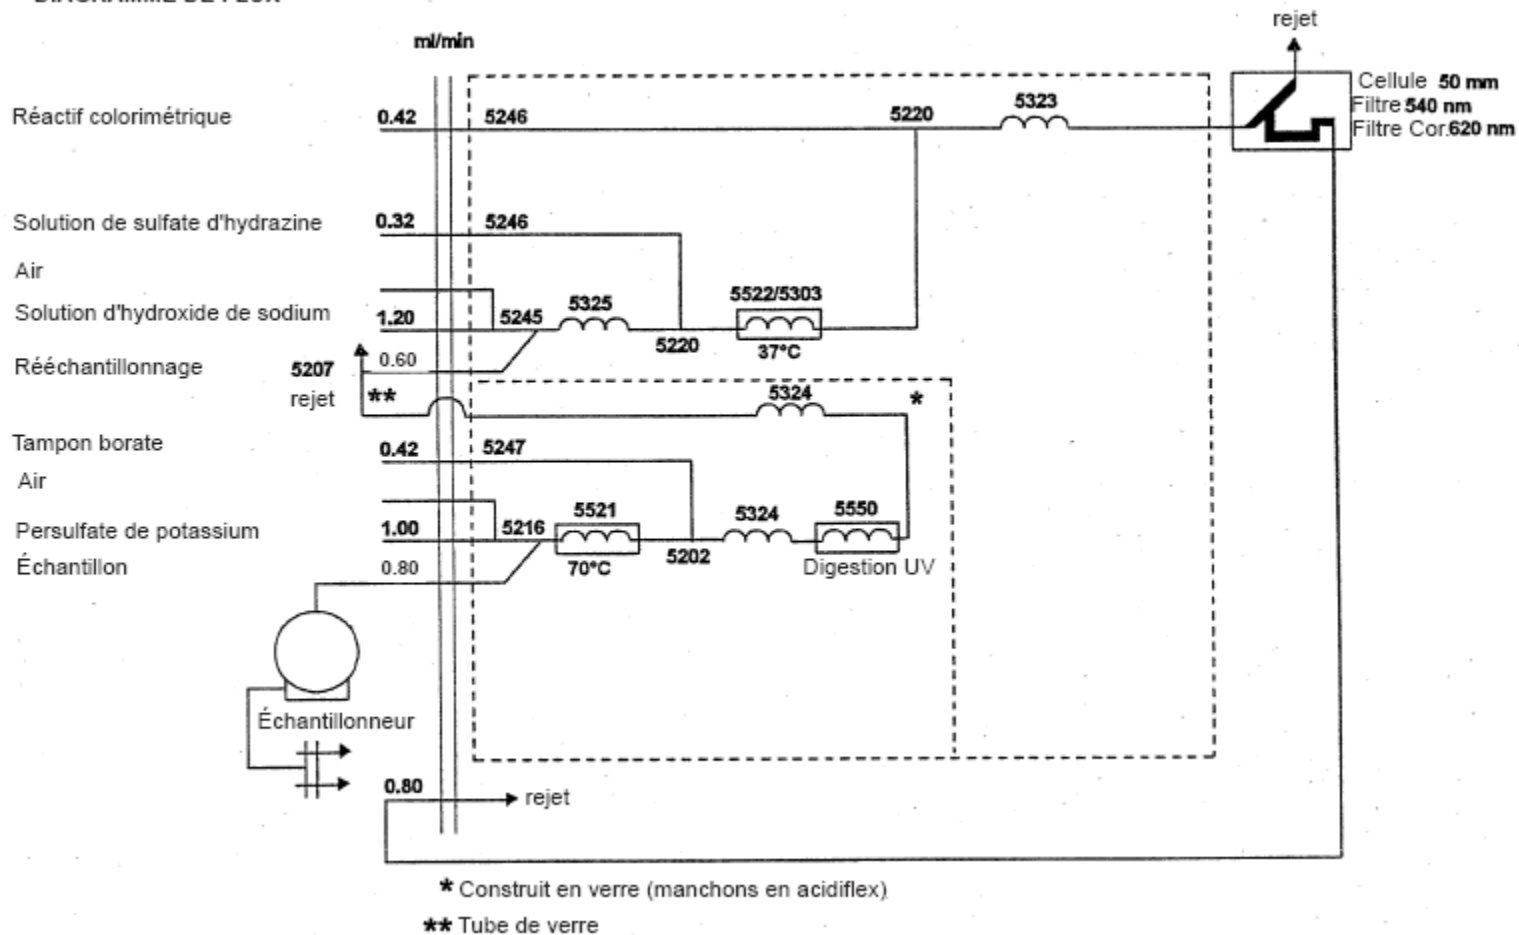 ml/min
rejet
Cellule 50 mm
Filtre 540 nm
Filtre Cor. 620 nm
Réactif colorimétrique 0.42 5246 5220 5323
Solution de sulfate d'hydrazine 0.32 5246
Air
5522/5303
5325
Solution d'hydroxide de sodium 1.20 5245
5220 37°C
Rééchantillonnage 5207 0.60
rejet ** 5324 *
Tampon borate 0.42 5247
Air
5521 5324 5550
Persulfate de potassium 1.00 5216
5202
Échantillon 0.80 70°C Digestion UV
Échantillonneur
0.80 rejet
* Construit en verre (manchons en acidiflex)
** Tube de verre